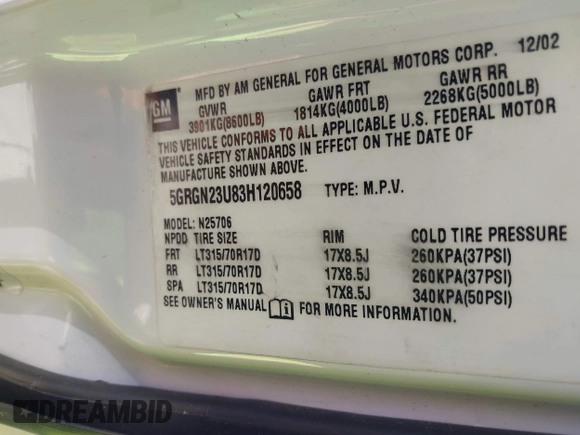 GM
MFD BY AM GENERAL FOR GENERAL MOTORS CORP. 12/02
GVWR GAWR FRT GAWR RR
3901KG(8600LB) 1814KG(4000LB) 2268KG(5000LB)
THIS VEHICLE CONFORMS TO ALL APPLICABLE U.S. FEDERAL MOTOR
VEHICLE SAFETY STANDARDS IN EFFECT ON THE DATE OF
MANUFACTURE SHOWN ABOVE.
5GRGN23U83H120658 TYPE: M.P.V.
MODEL: N25706
NPDD TIRE SIZE RIM COLD TIRE PRESSURE
FRT LT315/70R17D 17X8.5J 260KPA(37PSI)
RR LT315/70R17D 17X8.5J 260KPA(37PSI)
SPA LT315/70R17D 17X8.5J 340KPA(50PSI)
SEE OWNER'S MANUAL FOR MORE INFORMATION.
DREAMBID